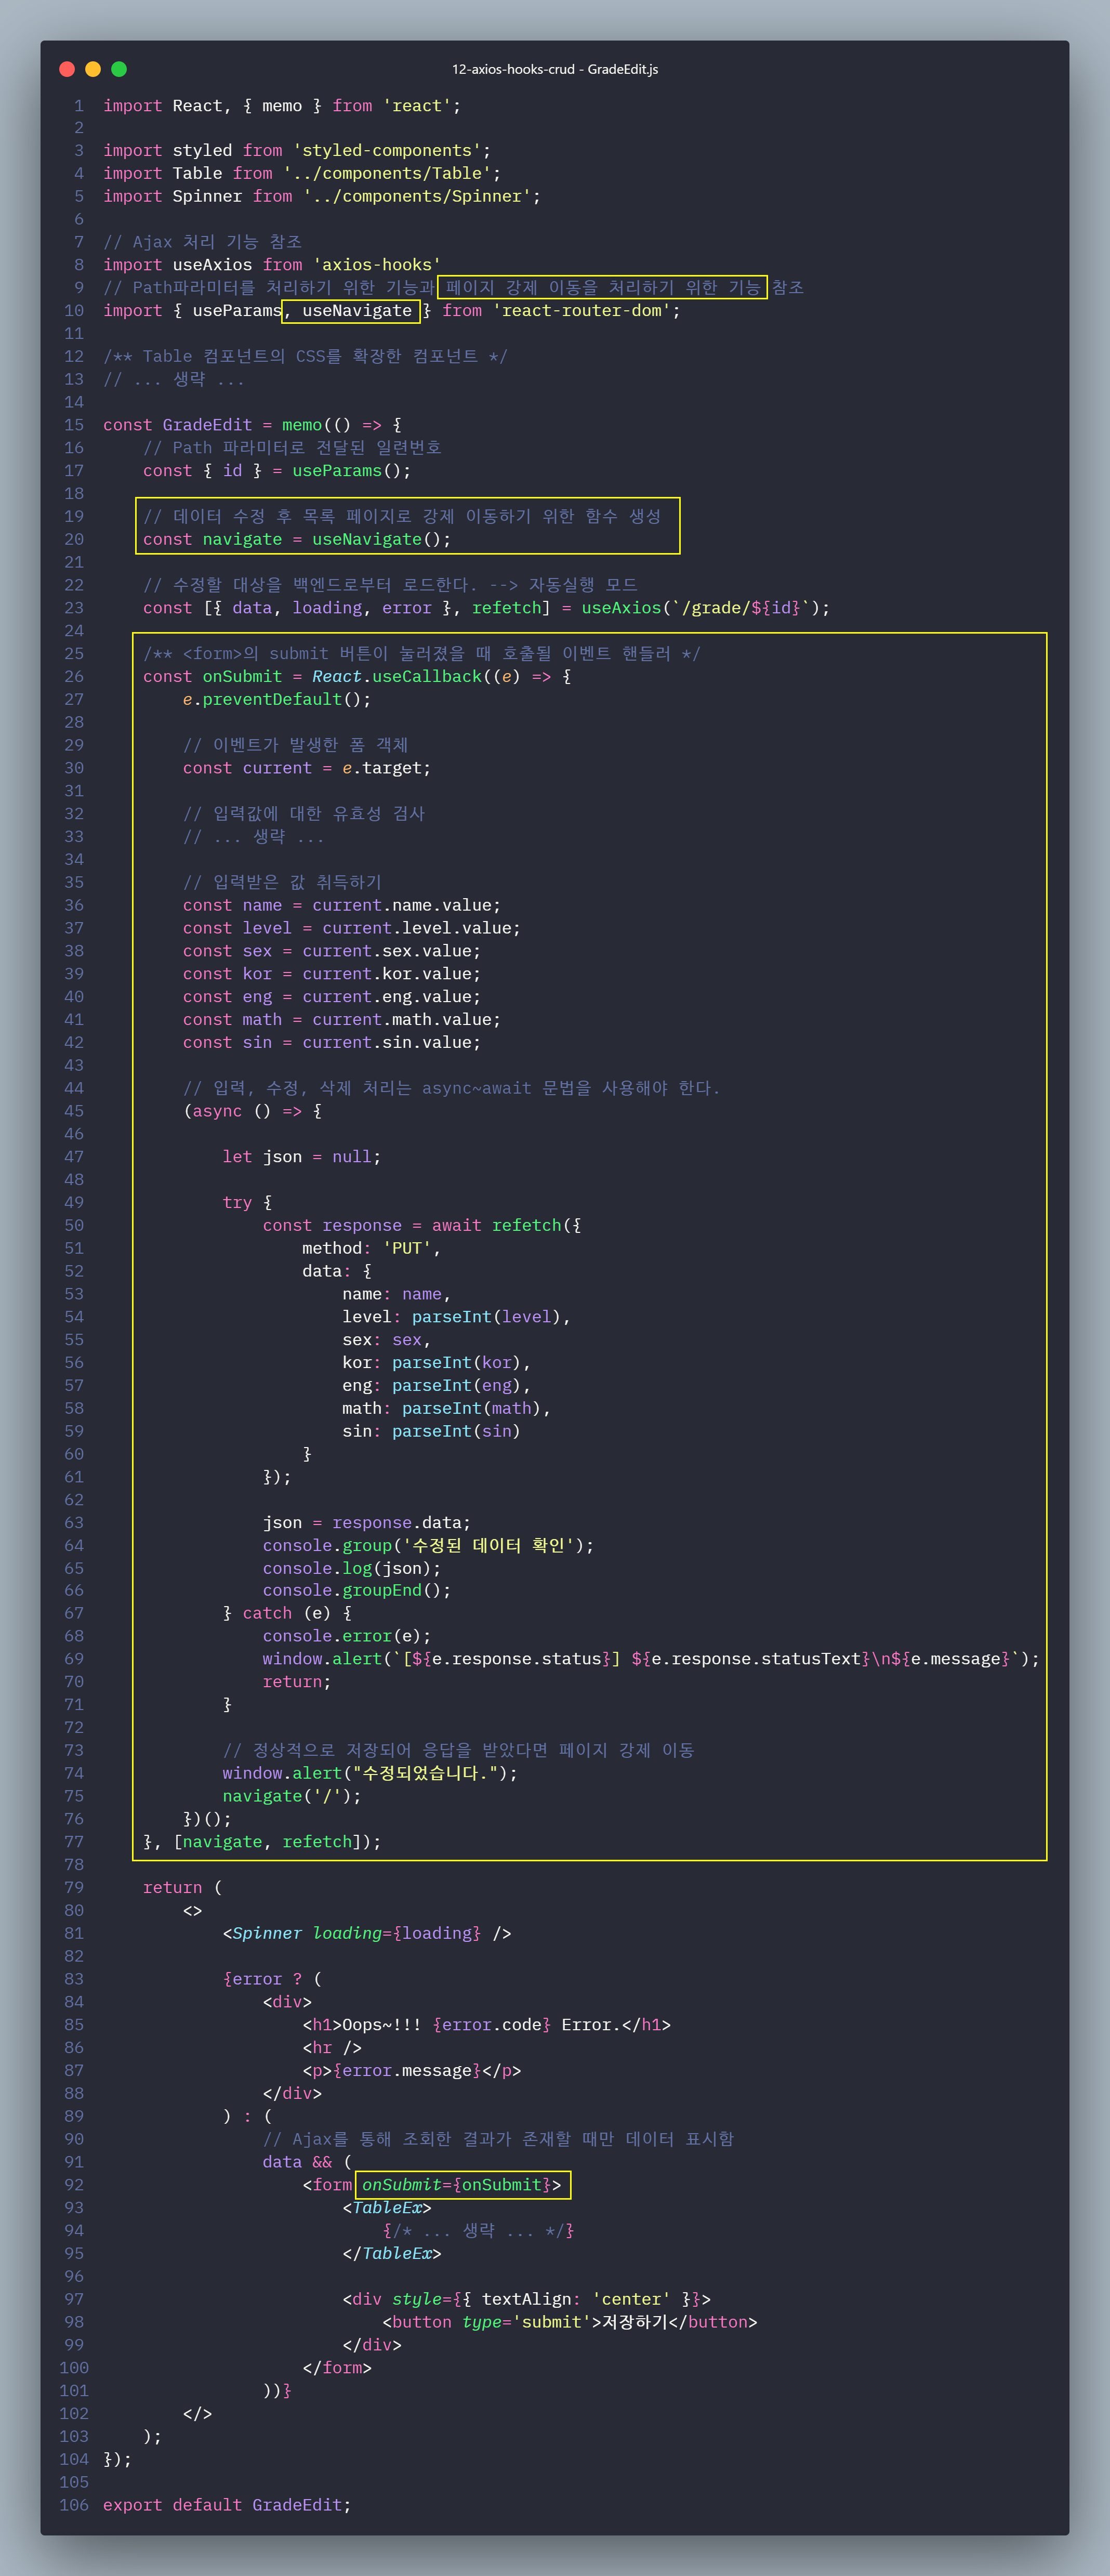 12-axios-hooks-crud - GradeEdit.js
1 import React, { memo } from 'react';
2
3 import styled from 'styled-components';
4 import Table from '../components/Table';
5 import Spinner from '../components/Spinner';
6
7 // Ajax 처리 기능 참조
8 import useAxios from 'axios-hooks'
9 // Path파라미터를 처리하기 위한 기능과 페이지 강제 이동을 처리하기 위한 기능 참조
10 import { useParams, useNavigate } from 'react-router-dom';
11
12 /** Table 컴포넌트의 CSS를 확장한 컴포넌트 */
13 // ... 생략 ...
14
15 const GradeEdit = memo(() => {
16     // Path 파라미터로 전달된 일련번호
17     const { id } = useParams();
18
19     // 데이터 수정 후 목록 페이지로 강제 이동하기 위한 함수 생성
20     const navigate = useNavigate();
21
22     // 수정할 대상을 백엔드로부터 로드한다. --> 자동실행 모드
23     const [{ data, loading, error }, refetch] = useAxios(`/grade/${id}`);
24
25     /** <form>의 submit 버튼이 눌러졌을 때 호출될 이벤트 핸들러 */
26     const onSubmit = React.useCallback((e) => {
27         e.preventDefault();
28
29         // 이벤트가 발생한 폼 객체
30         const current = e.target;
31
32         // 입력값에 대한 유효성 검사
33         // ... 생략 ...
34
35         // 입력받은 값 취득하기
36         const name = current.name.value;
37         const level = current.level.value;
38         const sex = current.sex.value;
39         const kor = current.kor.value;
40         const eng = current.eng.value;
41         const math = current.math.value;
42         const sin = current.sin.value;
43
44         // 입력, 수정, 삭제 처리는 async~await 문법을 사용해야 한다.
45         (async () => {
46
47             let json = null;
48
49             try {
50                 const response = await refetch({
51                     method: 'PUT',
52                     data: {
53                         name: name,
54                         level: parseInt(level),
55                         sex: sex,
56                         kor: parseInt(kor),
57                         eng: parseInt(eng),
58                         math: parseInt(math),
59                         sin: parseInt(sin)
60                     }
61                 });
62
63                 json = response.data;
64                 console.group('수정된 데이터 확인');
65                 console.log(json);
66                 console.groupEnd();
67             } catch (e) {
68                 console.error(e);
69                 window.alert(`[${e.response.status}] ${e.response.statusText}\n${e.message}`);
70                 return;
71             }
72
73             // 정상적으로 저장되어 응답을 받았다면 페이지 강제 이동
74             window.alert("수정되었습니다.");
75             navigate('/');
76         })();
77     }, [navigate, refetch]);
78
79     return (
80         <>
81             <Spinner loading={loading} />
82
83             {error ? (
84                 <div>
85                     <h1>Oops~!!! {error.code} Error.</h1>
86                     <hr />
87                     <p>{error.message}</p>
88                 </div>
89             ) : (
90                 // Ajax를 통해 조회한 결과가 존재할 때만 데이터 표시함
91                 data && (
92                     <form onSubmit={onSubmit}>
93                         <TableEx>
94                             {/* ... 생략 ... */}
95                         </TableEx>
96
97                         <div style={{ textAlign: 'center' }}>
98                             <button type='submit'>저장하기</button>
99                         </div>
100                     </form>
101                 ))}
102         </>
103     );
104 });
105
106 export default GradeEdit;